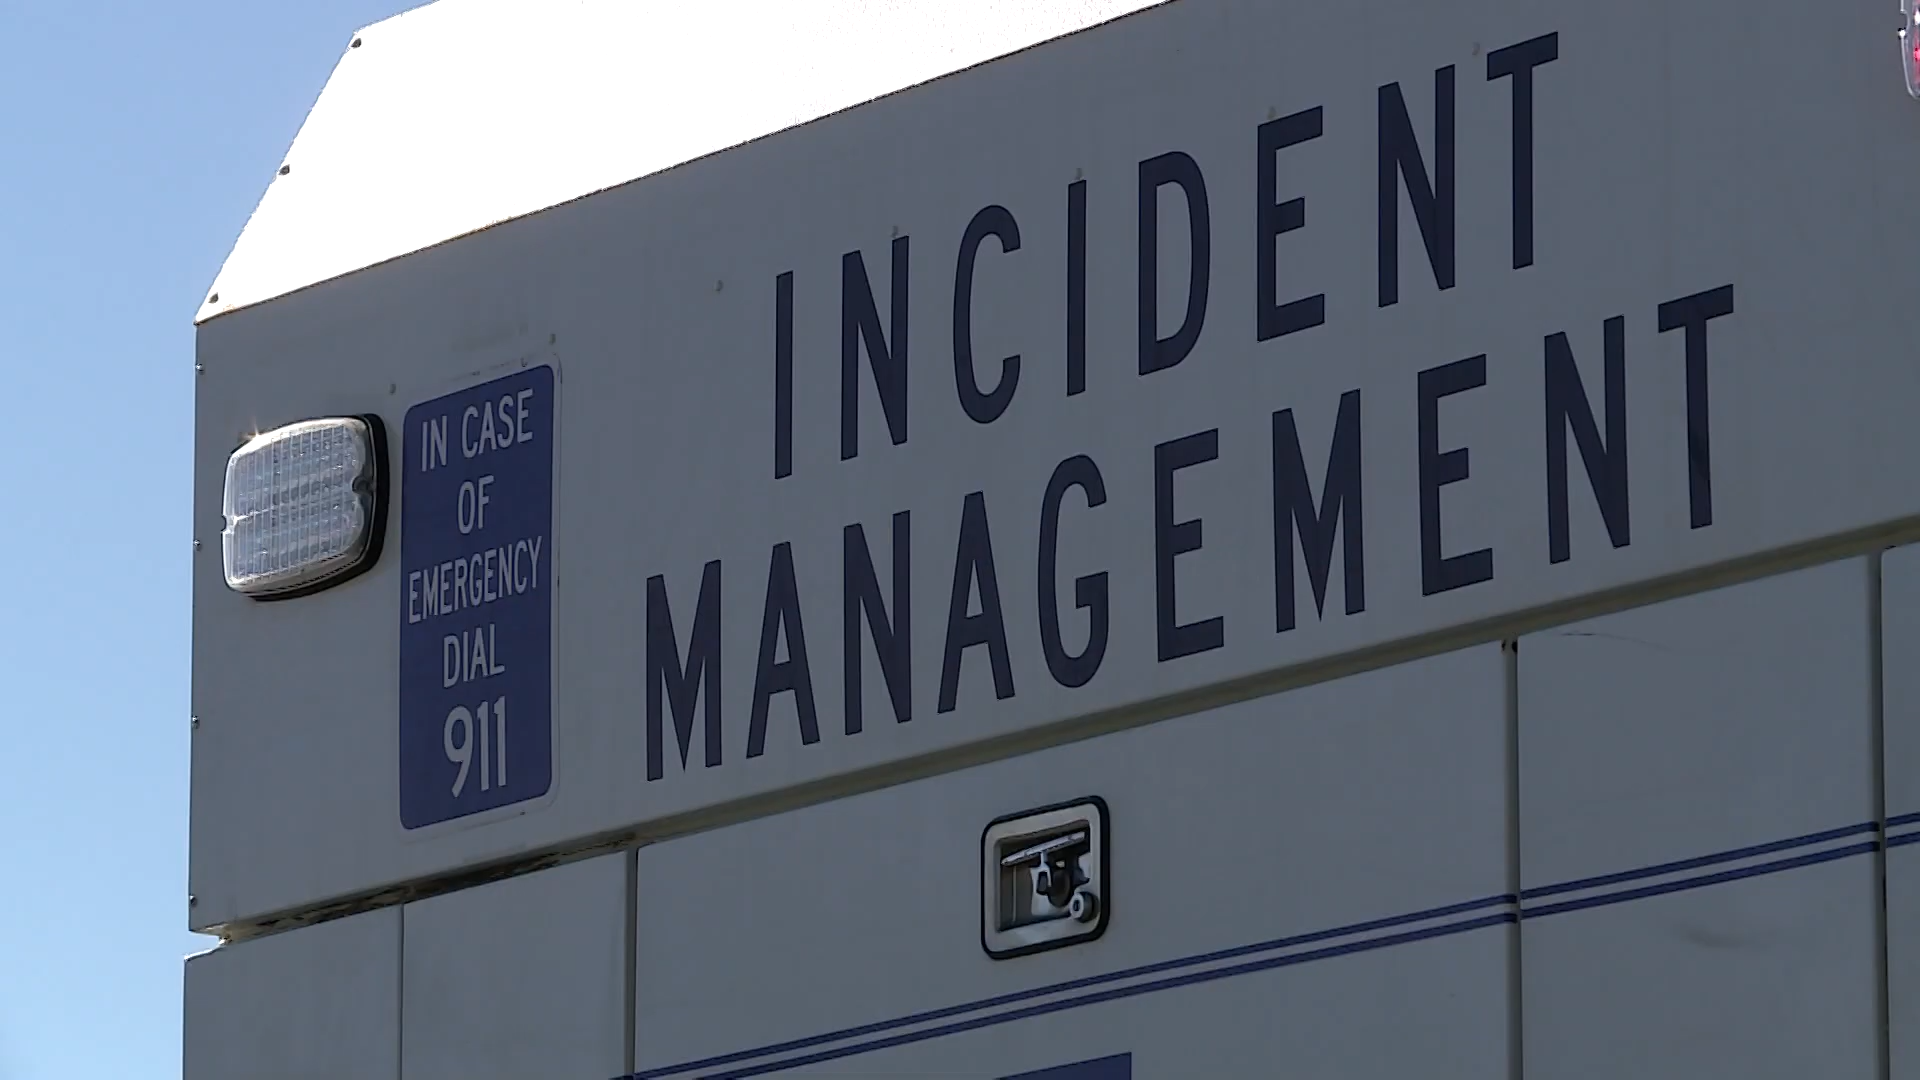 INCIDENT
MANAGEMENT
IN CASE
OF
EMERGENCY
DIAL
911